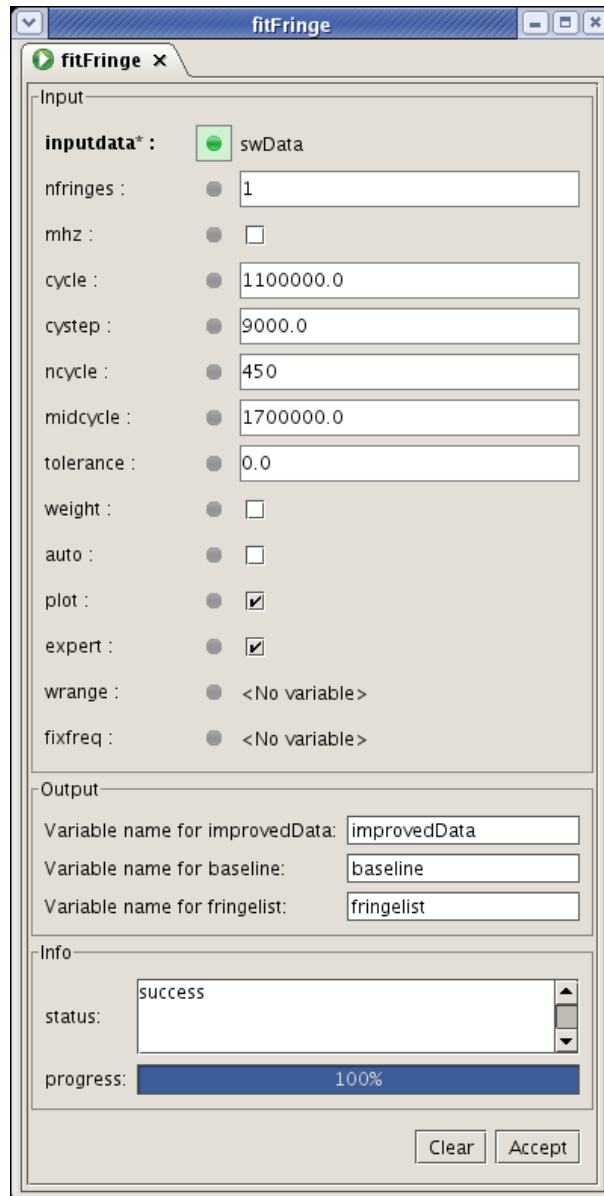 fitFringe
fitFringe
Input
inputdata* : swData
nfringes : 1
mhz :
cycle : 1100000.0
cystep : 9000.0
ncycle : 450
midcycle : 1700000.0
tolerance : 0.0
weight :
auto :
plot :
expert :
wrange : <No variable>
fixfreq : <No variable>
Output
Variable name for improvedData: improvedData
Variable name for baseline: baseline
Variable name for fringelist: fringelist
Info
status: success
progress: 100%
Clear Accept